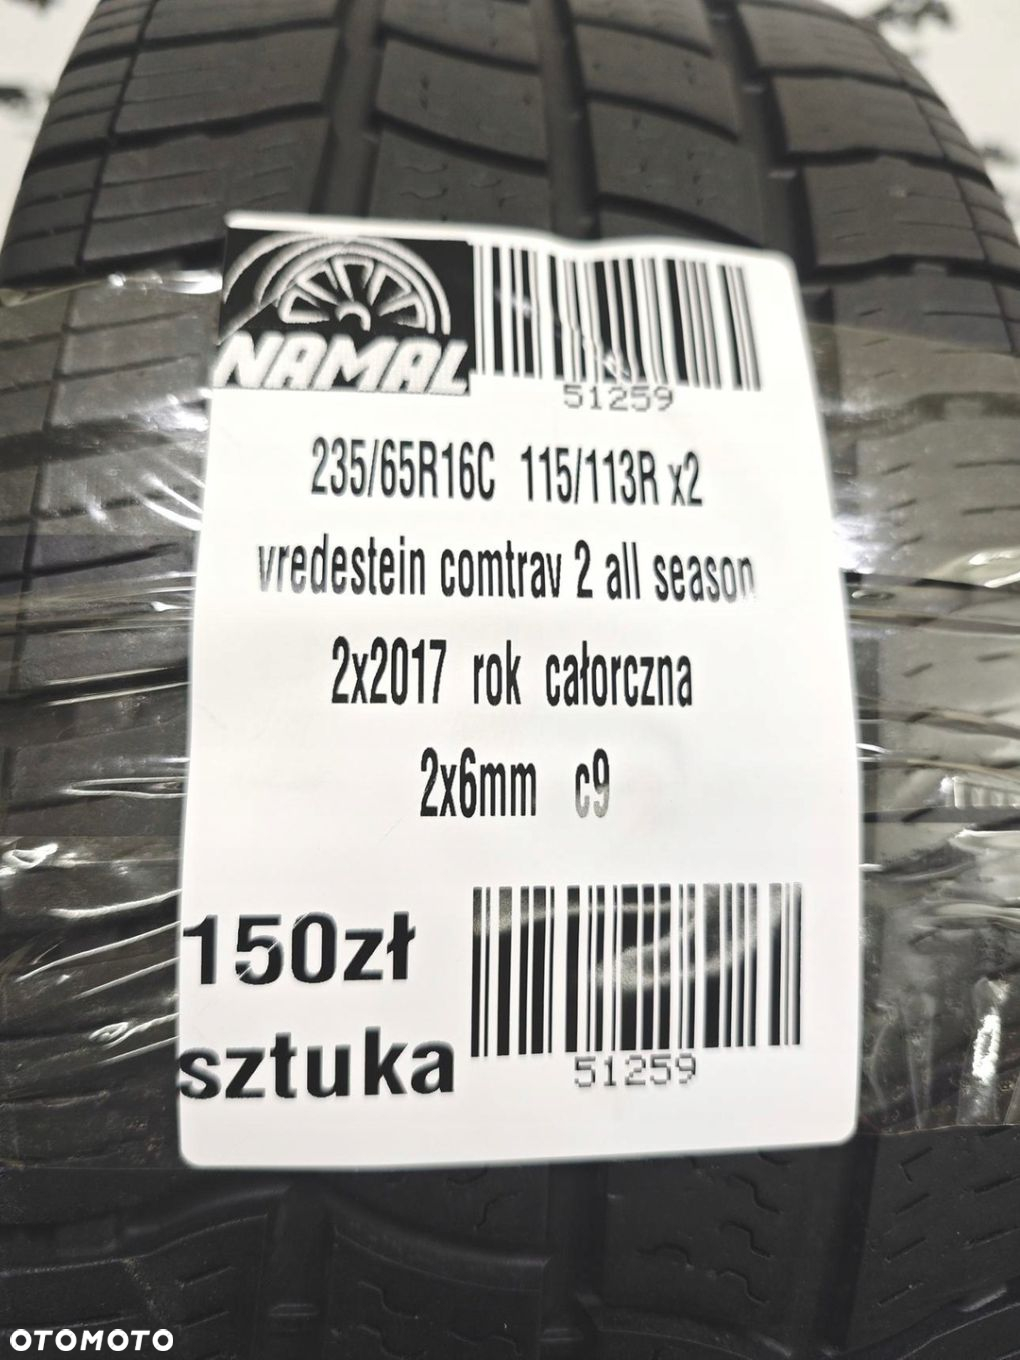 NAMAL
51259
235/65R16C 115/113R x2
vredestein comtrav 2 all season
2x2017 rok całorczna
2x6mm c9
150zł
sztuka
51259
OTOMOTO